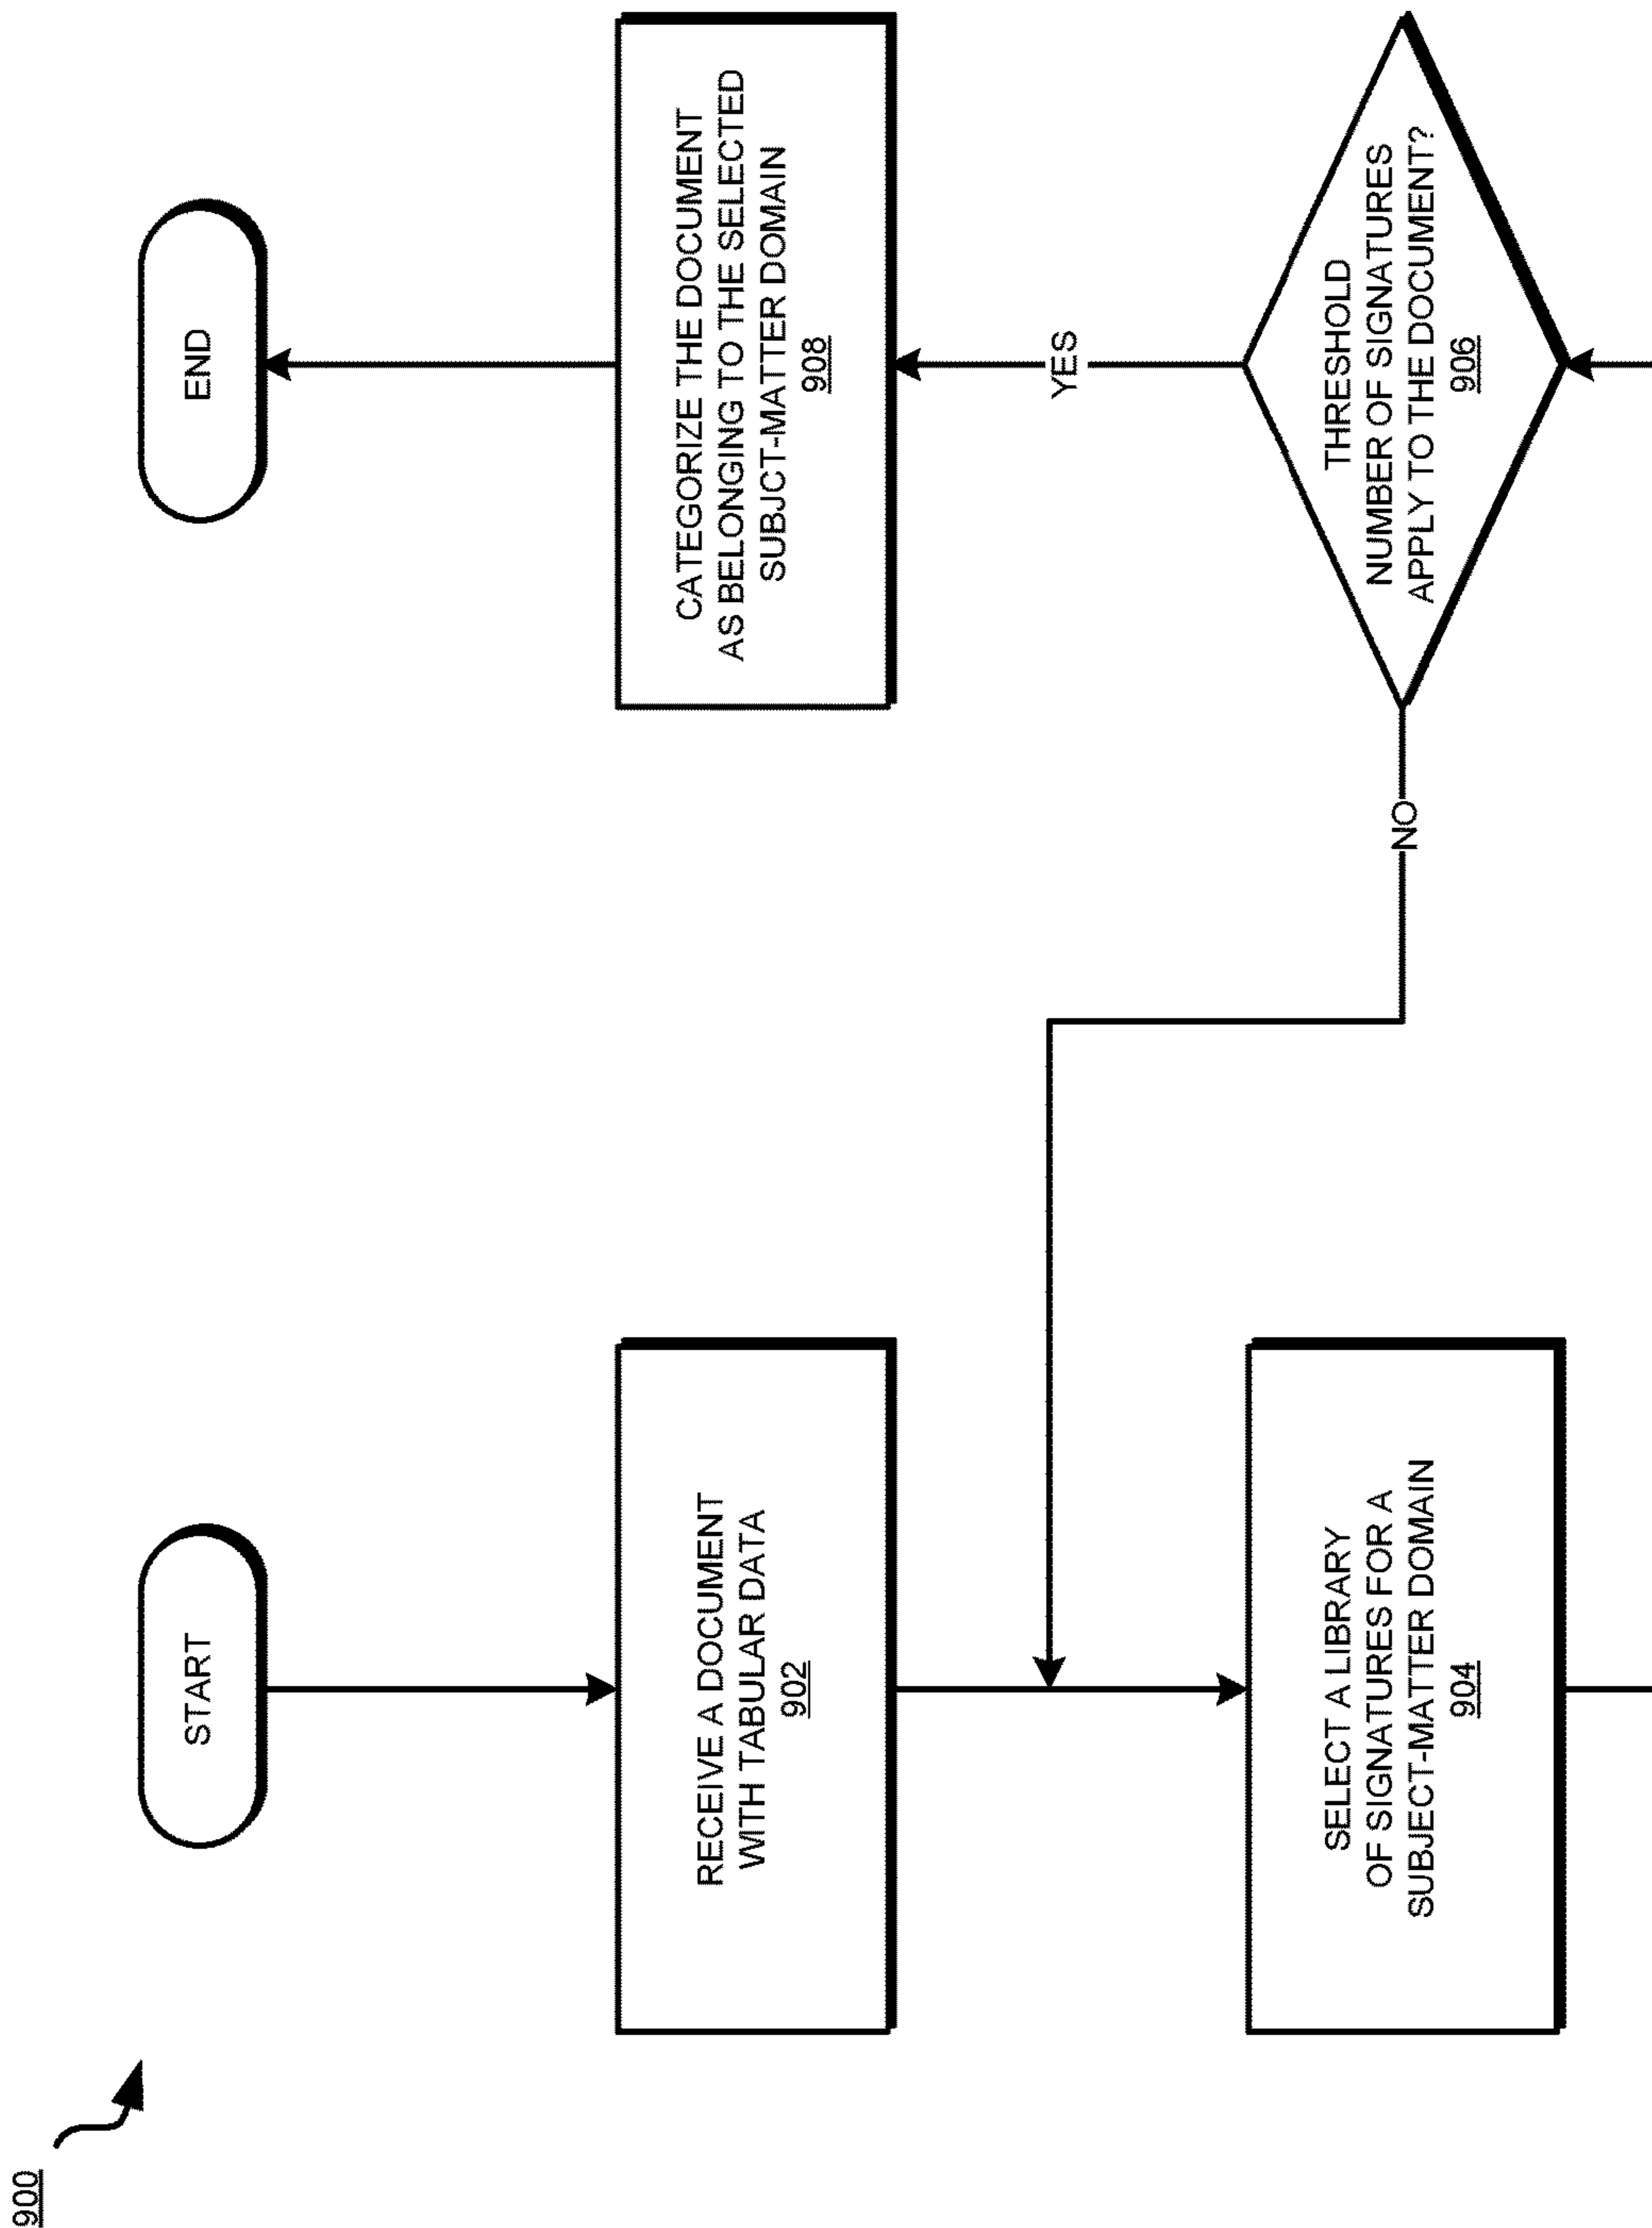 900
START
RECEIVE A DOCUMENT
WITH TABULAR DATA
902
SELECT A LIBRARY
OF SIGNATURES FOR A
SUBJECT-MATTER DOMAIN
904
END
CATEGORIZE THE DOCUMENT
AS BELONGING TO THE SELECTED
SUBJCT-MATTER DOMAIN
908
YES
THRESHOLD
NUMBER OF SIGNATURES
APPLY TO THE DOCUMENT?
906
NO